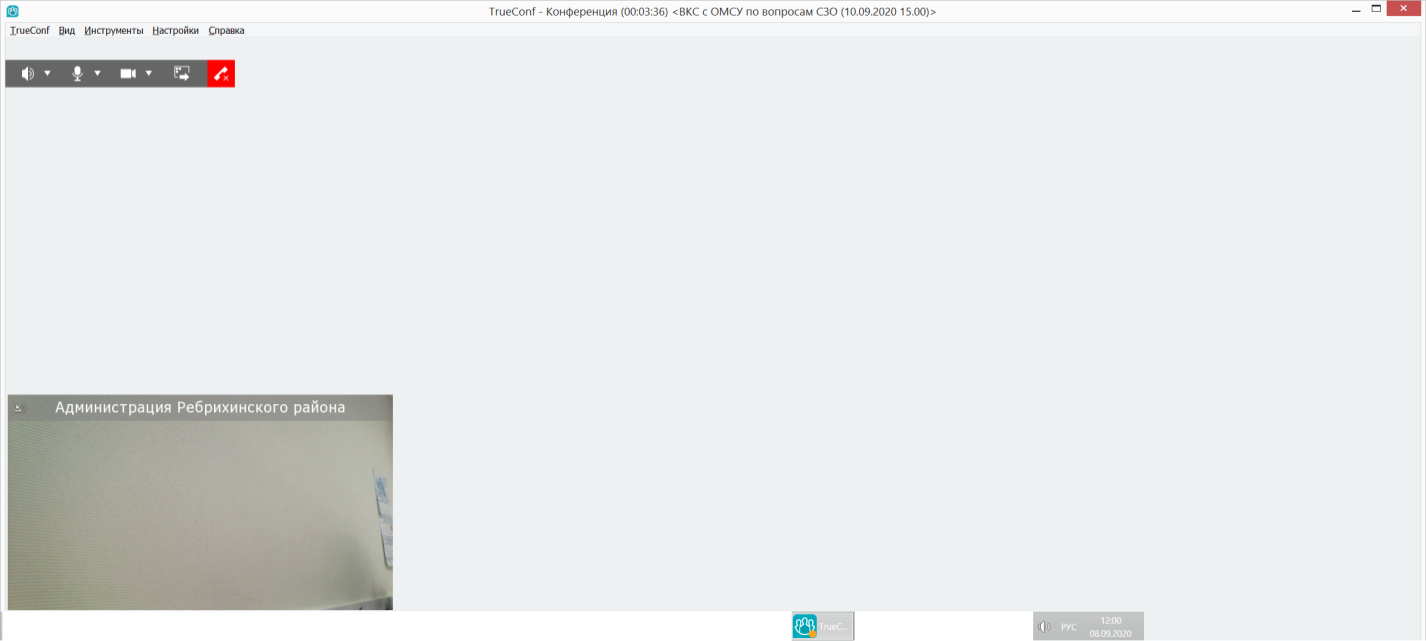 TrueConf - Конференция (00:03:36) <ВКС с ОМСУ по вопросам СЗО (10.09.2020 15.00)>
TrueConf Вид Инструменты Настройки Справка
Администрация Ребрихинского района
TrueC...
РУС
12:00
08.09.2020